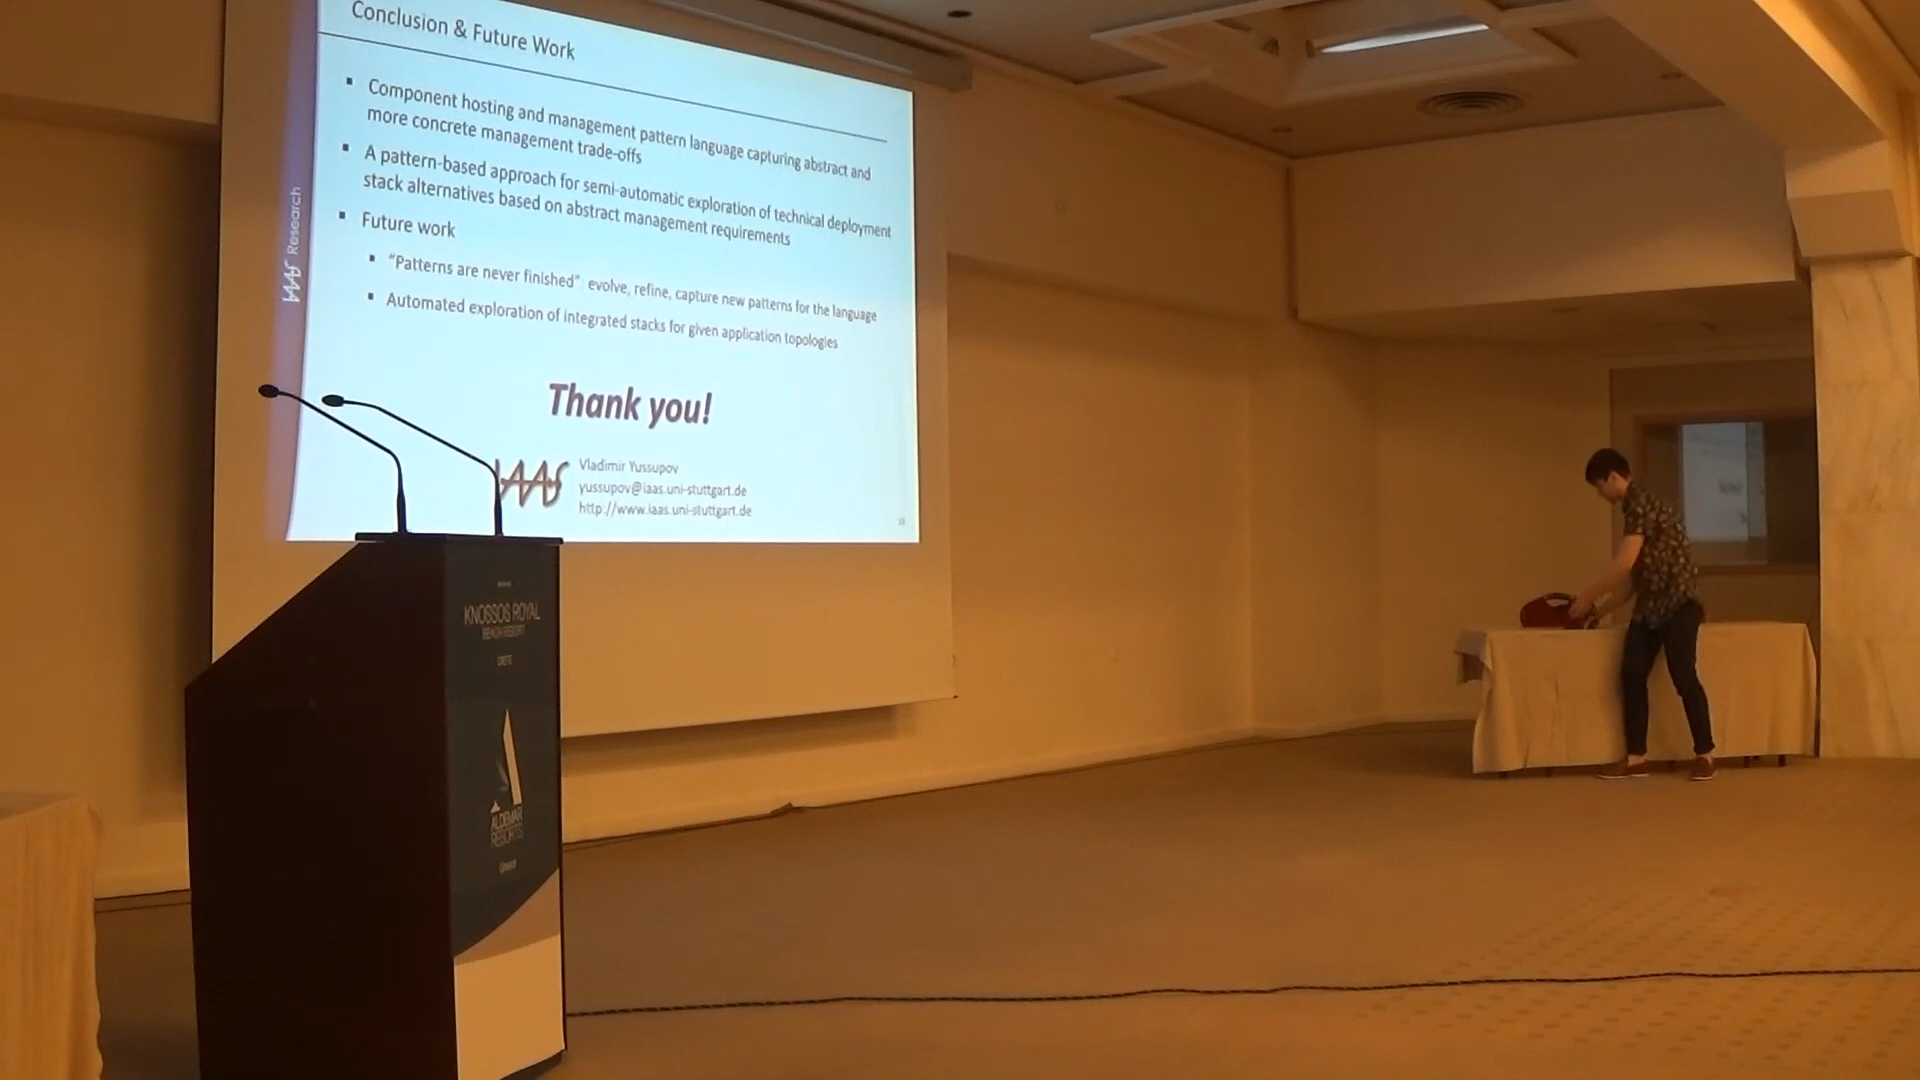 Conclusion & Future Work
▪ Component hosting and management pattern language capturing abstract and
more concrete management trade-offs
▪ A pattern-based approach for semi-automatic exploration of technical deployment
stack alternatives based on abstract management requirements
▪ Future work
▪ “Patterns are never finished”: evolve, refine, capture new patterns for the language
▪ Automated exploration of integrated stacks for given application topologies
Thank you!
IAAS
Vladimir Yussupov
yussupov@iaas.uni-stuttgart.de
http://www.iaas.uni-stuttgart.de
IAAS Research
KNOSSOS ROYAL
BEACH RESORT
CRETE
ALDEMAR
RESORTS